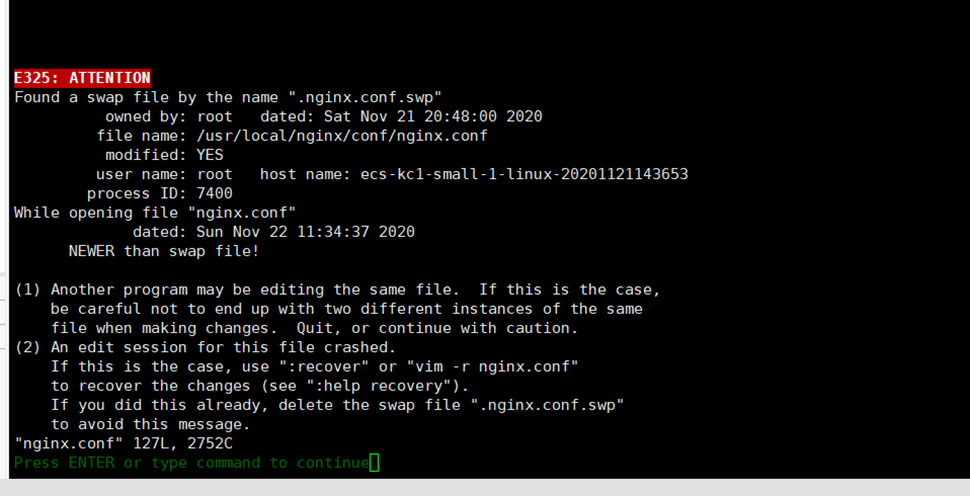 E325: ATTENTION
Found a swap file by the name ".nginx.conf.swp"
owned by: root   dated: Sat Nov 21 20:48:00 2020
file name: /usr/local/nginx/conf/nginx.conf
modified: YES
user name: root   host name: ecs-kc1-small-1-linux-20201121143653
process ID: 7400
While opening file "nginx.conf"
dated: Sun Nov 22 11:34:37 2020
NEWER than swap file!
(1) Another program may be editing the same file.  If this is the case,
be careful not to end up with two different instances of the same
file when making changes.  Quit, or continue with caution.
(2) An edit session for this file crashed.
If this is the case, use ":recover" or "vim -r nginx.conf"
to recover the changes (see ":help recovery").
If you did this already, delete the swap file ".nginx.conf.swp"
to avoid this message.
"nginx.conf" 127L, 2752C
Press ENTER or type command to continue